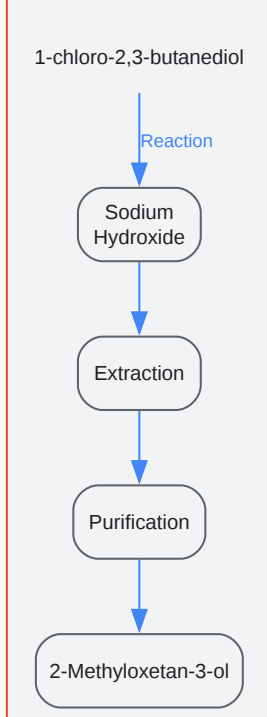 1-chloro-2,3-butanediol
Reaction
Sodium
Hydroxide
Extraction
Purification
2-Methyloxetan-3-ol